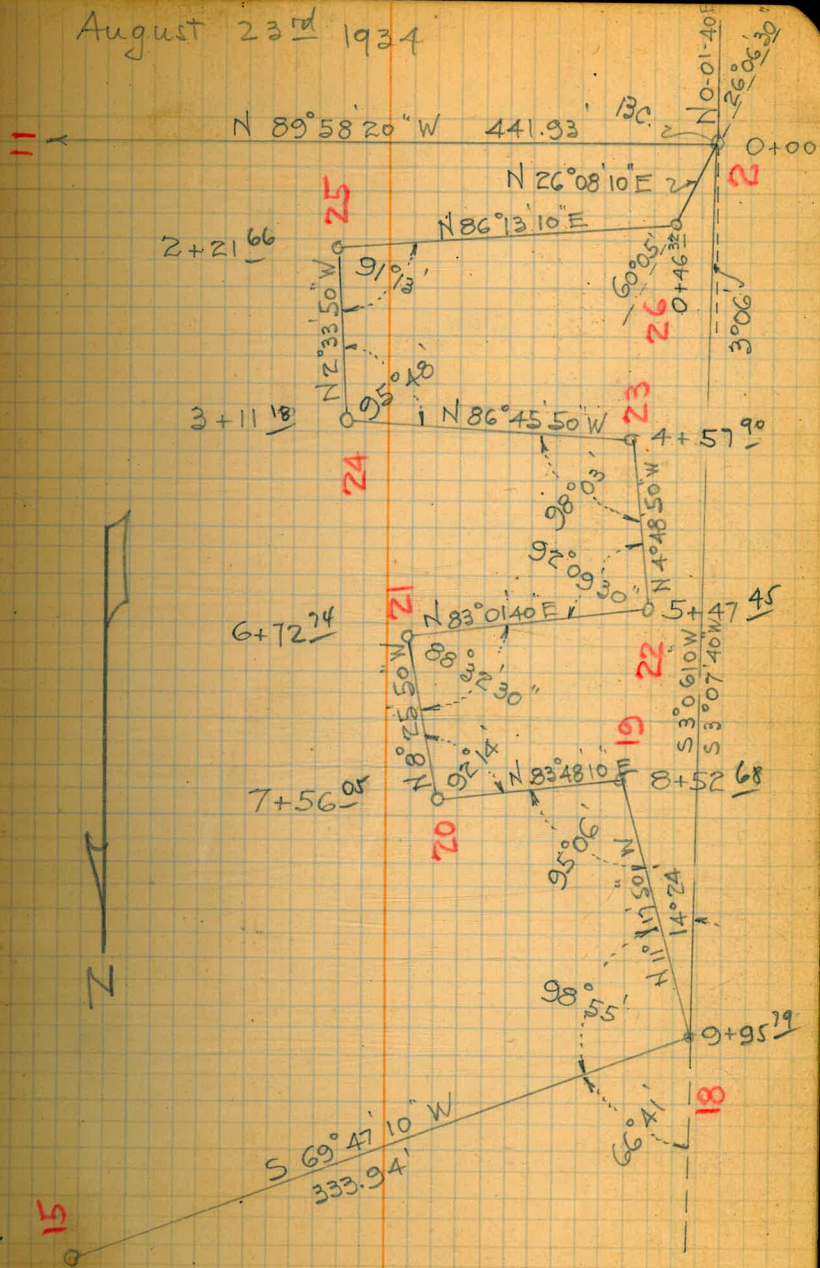 August 23rd 1934
N 0-01-40E
26°06'30"
11
N 89°58'20" W 441.93'
BC.
0+00
2
N 26°08'10"E
25
N 86°13'10"E
2+21 66
91°13'
60°05'
0+46 32
26
3°06'
N 2°33'50" W
95°48'
3+11 18
N 86°45'50"W
23
4+57 90
24
98°03'
N 4°48'50" W
92°09'30"
21
N 83°01'40 E
5+47 45
6+72 74
22
88°32'30"
S 3°06 10 W
S 3°07'40 W
N 8°25'50" W
19
92°14'
N 83°48'10" E
8+52 68
7+56 05
20
95°06'
N 11°17'50" W
14°24'
98°55'
9+95 79
18
66°41'
S 69°47'10" W
333.94'
15
N